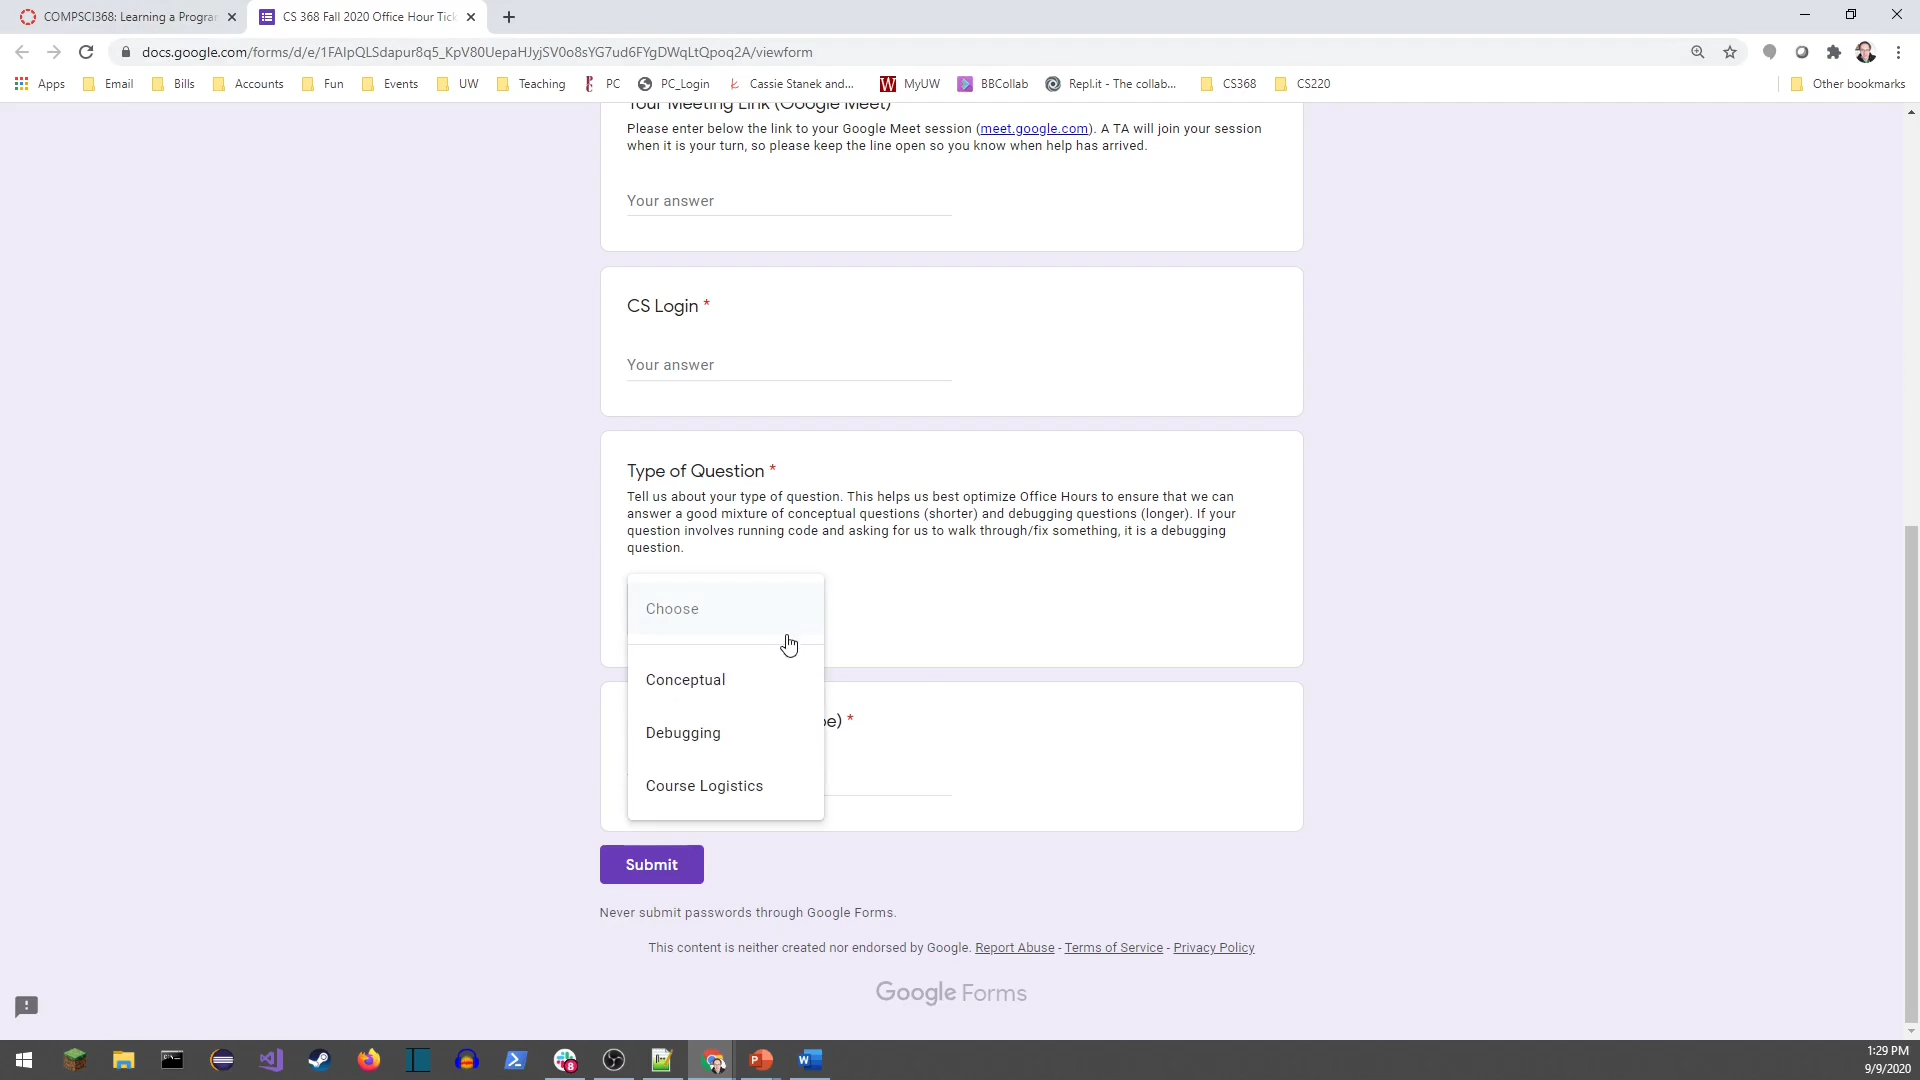 COMPSCI368: Learning a Progra
CS 368 Fall 2020 Office Hour Tick
docs.google.com/forms/d/e/1FAIpQLSdapur8q5_KpV80UepaHJyjSV0o8sYG7ud6FYgDWqLtQpoq2A/viewform
Apps Email Bills Accounts Fun Events UW Teaching PC PC_Login Cassie Stanek and... MyUW BBCollab Repl.it - The collab... CS368 CS220 Other bookmarks
Your Meeting Link (Google Meet)
Please enter below the link to your Google Meet session (meet.google.com). A TA will join your session
when it is your turn, so please keep the line open so you know when help has arrived.
Your answer
CS Login *
Your answer
Type of Question *
Tell us about your type of question. This helps us best optimize Office Hours to ensure that we can
answer a good mixture of conceptual questions (shorter) and debugging questions (longer). If your
question involves running code and asking for us to walk through/fix something, it is a debugging
question.
Choose
Conceptual
Debugging
Course Logistics
pe) *
Submit
Never submit passwords through Google Forms.
This content is neither created nor endorsed by Google. Report Abuse - Terms of Service - Privacy Policy
Google Forms
8
1:29 PM
9/9/2020